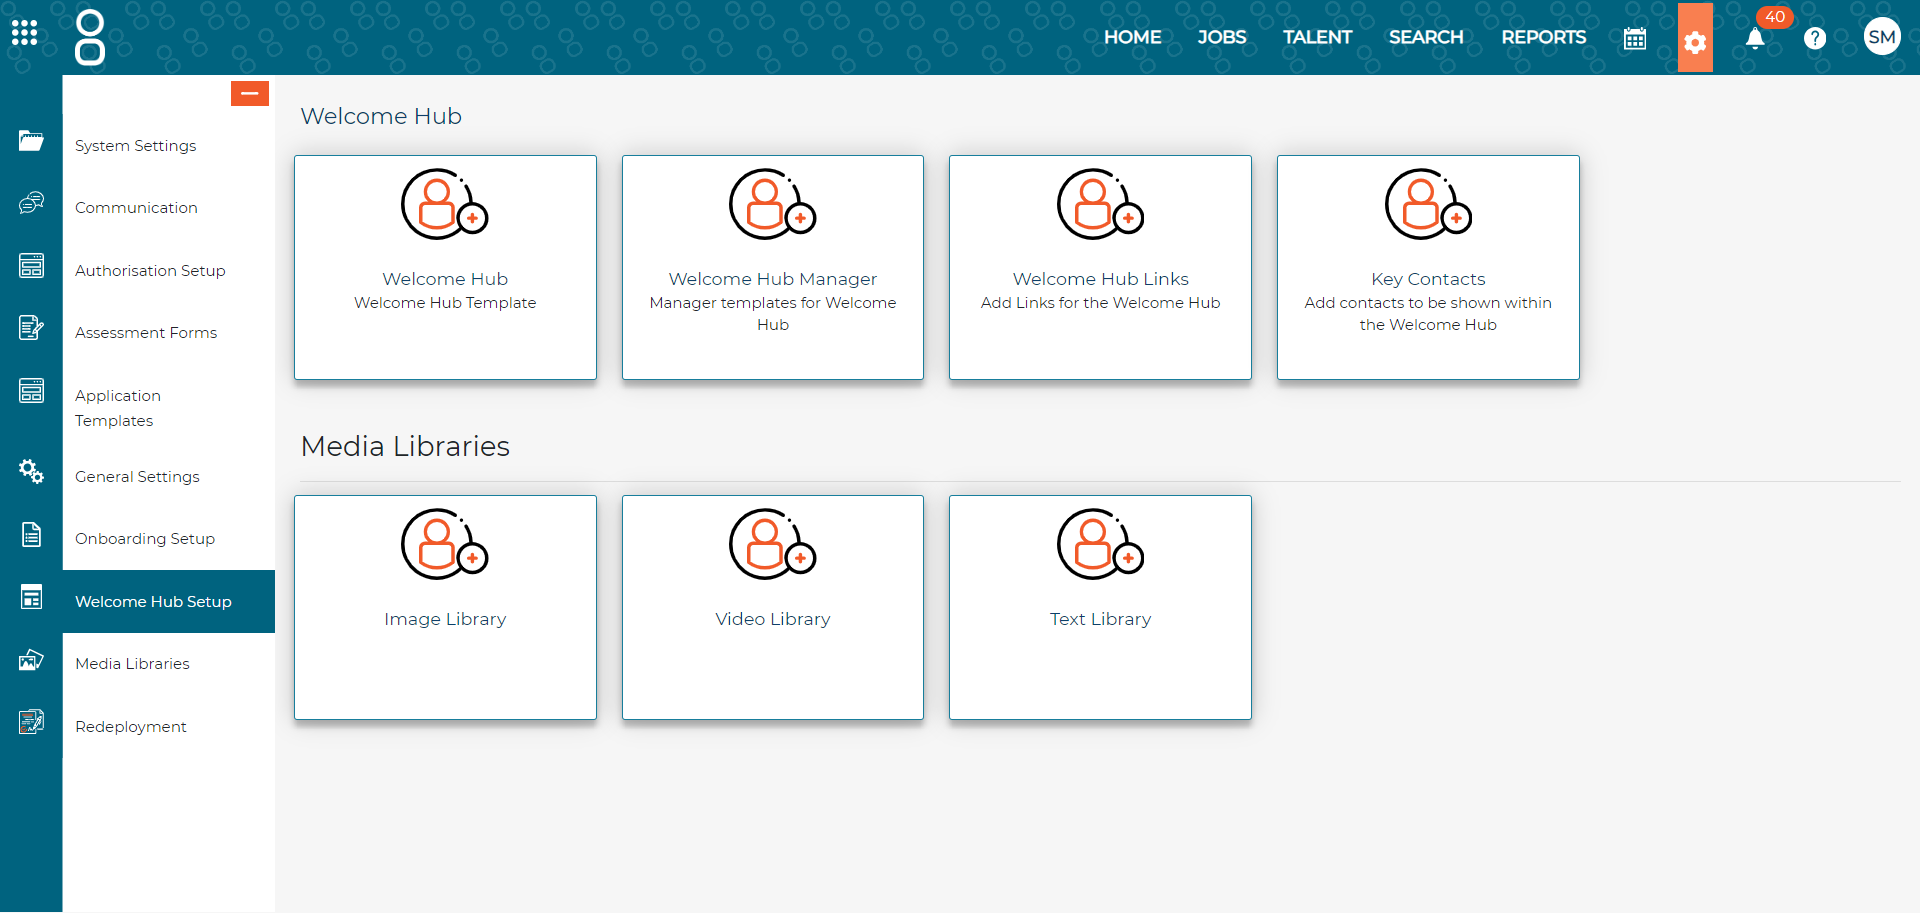 HOME JOBS TALENT SEARCH REPORTS 40 ? SM
System Settings
Communication
Authorisation Setup
Assessment Forms
Application
Templates
General Settings
Onboarding Setup
Welcome Hub Setup
Media Libraries
Redeployment
Welcome Hub
Welcome Hub
Welcome Hub Template
Welcome Hub Manager
Manager templates for Welcome
Hub
Welcome Hub Links
Add Links for the Welcome Hub
Key Contacts
Add contacts to be shown within
the Welcome Hub
Media Libraries
Image Library
Video Library
Text Library